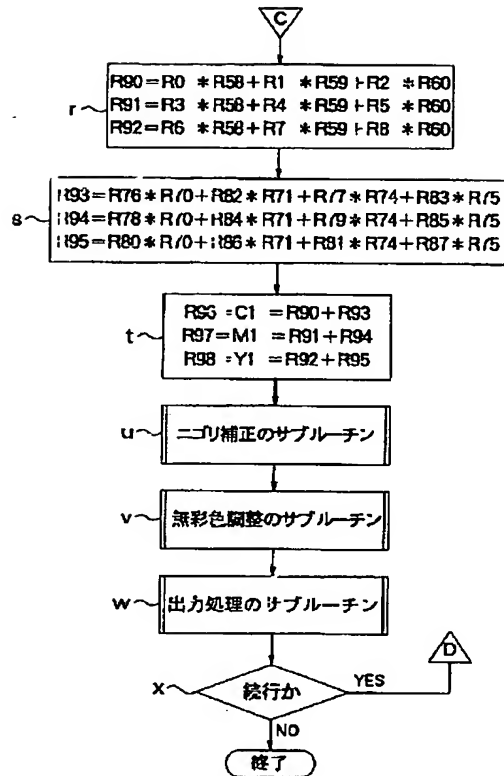 C
r
R90=R0 *R58+R1 *R59+R2 *R60
R91=R3 *R58+R4 *R59+R5 *R60
R92=R6 *R58+R7 *R59+R8 *R60
s
R93=R76*R70+R82*R71+R77*R74+R83*R75
R94=R78*R70+R84*R71+R79*R74+R85*R75
R95=R80*R70+R86*R71+R81*R74+R87*R75
t
R96 =C1 =R90+R93
R97=M1 =R91+R94
R98 =Y1 =R92+R95
u
ニゴリ補正のサブルーチン
v
無彩色調整のサブルーチン
w
出力処理のサブルーチン
D
x
続行か
YES
NO
終了